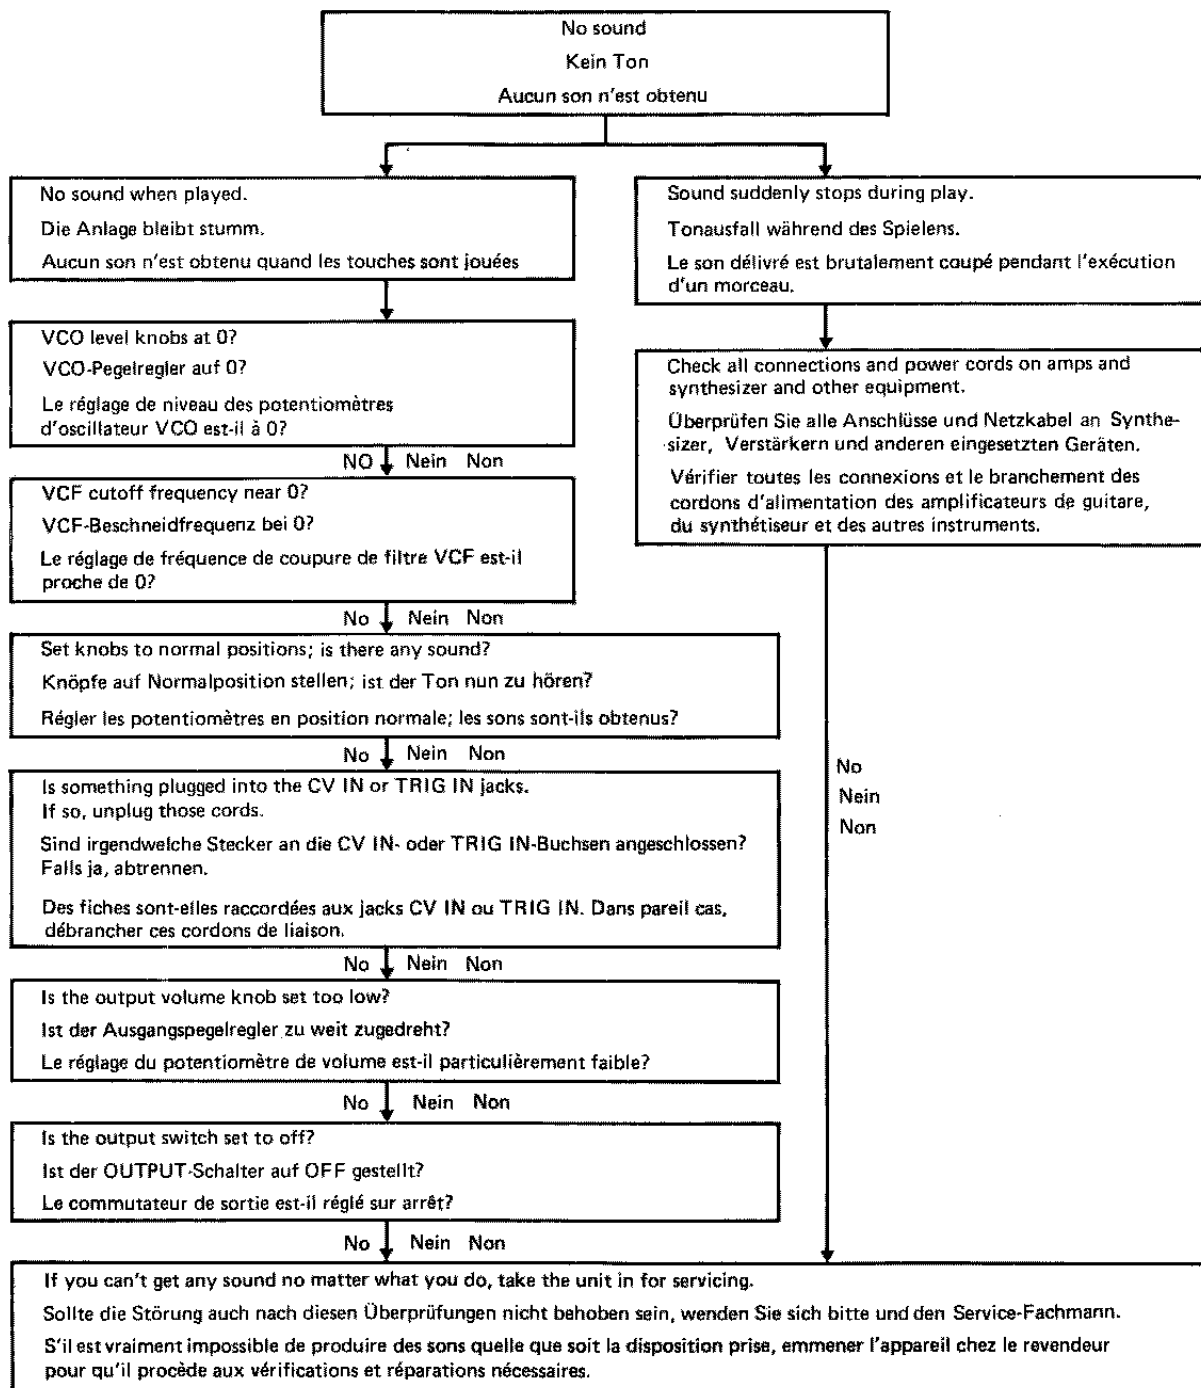 No sound
Kein Ton
Aucun son n'est obtenu
No sound when played.
Die Anlage bleibt stumm.
Aucun son n'est obtenu quand les touches sont jouées
Sound suddenly stops during play.
Tonausfall während des Spielens.
Le son délivré est brutalement coupé pendant l'exécution
d'un morceau.
VCO level knobs at 0?
VCO-Pegelregler auf 0?
Le réglage de niveau des potentiomètres
d'oscillateur VCO est-il à 0?
Check all connections and power cords on amps and
synthesizer and other equipment.
Überprüfen Sie alle Anschlüsse und Netzkabel an Synthe-
sizer, Verstärkern und anderen eingesetzten Geräten.
Vérifier toutes les connexions et le branchement des
cordons d'alimentation des amplificateurs de guitare,
du synthétiseur et des autres instruments.
NO Nein Non
VCF cutoff frequency near 0?
VCF-Beschneidfrequenz bei 0?
Le réglage de fréquence de coupure de filtre VCF est-il
proche de 0?
No Nein Non
Set knobs to normal positions; is there any sound?
Knöpfe auf Normalposition stellen; ist der Ton nun zu hören?
Régler les potentiomètres en position normale; les sons sont-ils obtenus?
No Nein Non
Is something plugged into the CV IN or TRIG IN jacks.
If so, unplug those cords.
Sind irgendwelche Stecker an die CV IN- oder TRIG IN-Buchsen angeschlossen?
Falls ja, abtrennen.
Des fiches sont-elles raccordées aux jacks CV IN ou TRIG IN. Dans pareil cas,
débrancher ces cordons de liaison.
No
Nein
Non
No Nein Non
Is the output volume knob set too low?
Ist der Ausgangspegelregler zu weit zugedreht?
Le réglage du potentiomètre de volume est-il particulièrement faible?
No Nein Non
Is the output switch set to off?
Ist der OUTPUT-Schalter auf OFF gestellt?
Le commutateur de sortie est-il réglé sur arrêt?
No Nein Non
If you can't get any sound no matter what you do, take the unit in for servicing.
Sollte die Störung auch nach diesen Überprüfungen nicht behoben sein, wenden Sie sich bitte und den Service-Fachmann.
S'il est vraiment impossible de produire des sons quelle que soit la disposition prise, emmener l'appareil chez le revendeur
pour qu'il procède aux vérifications et réparations nécessaires.